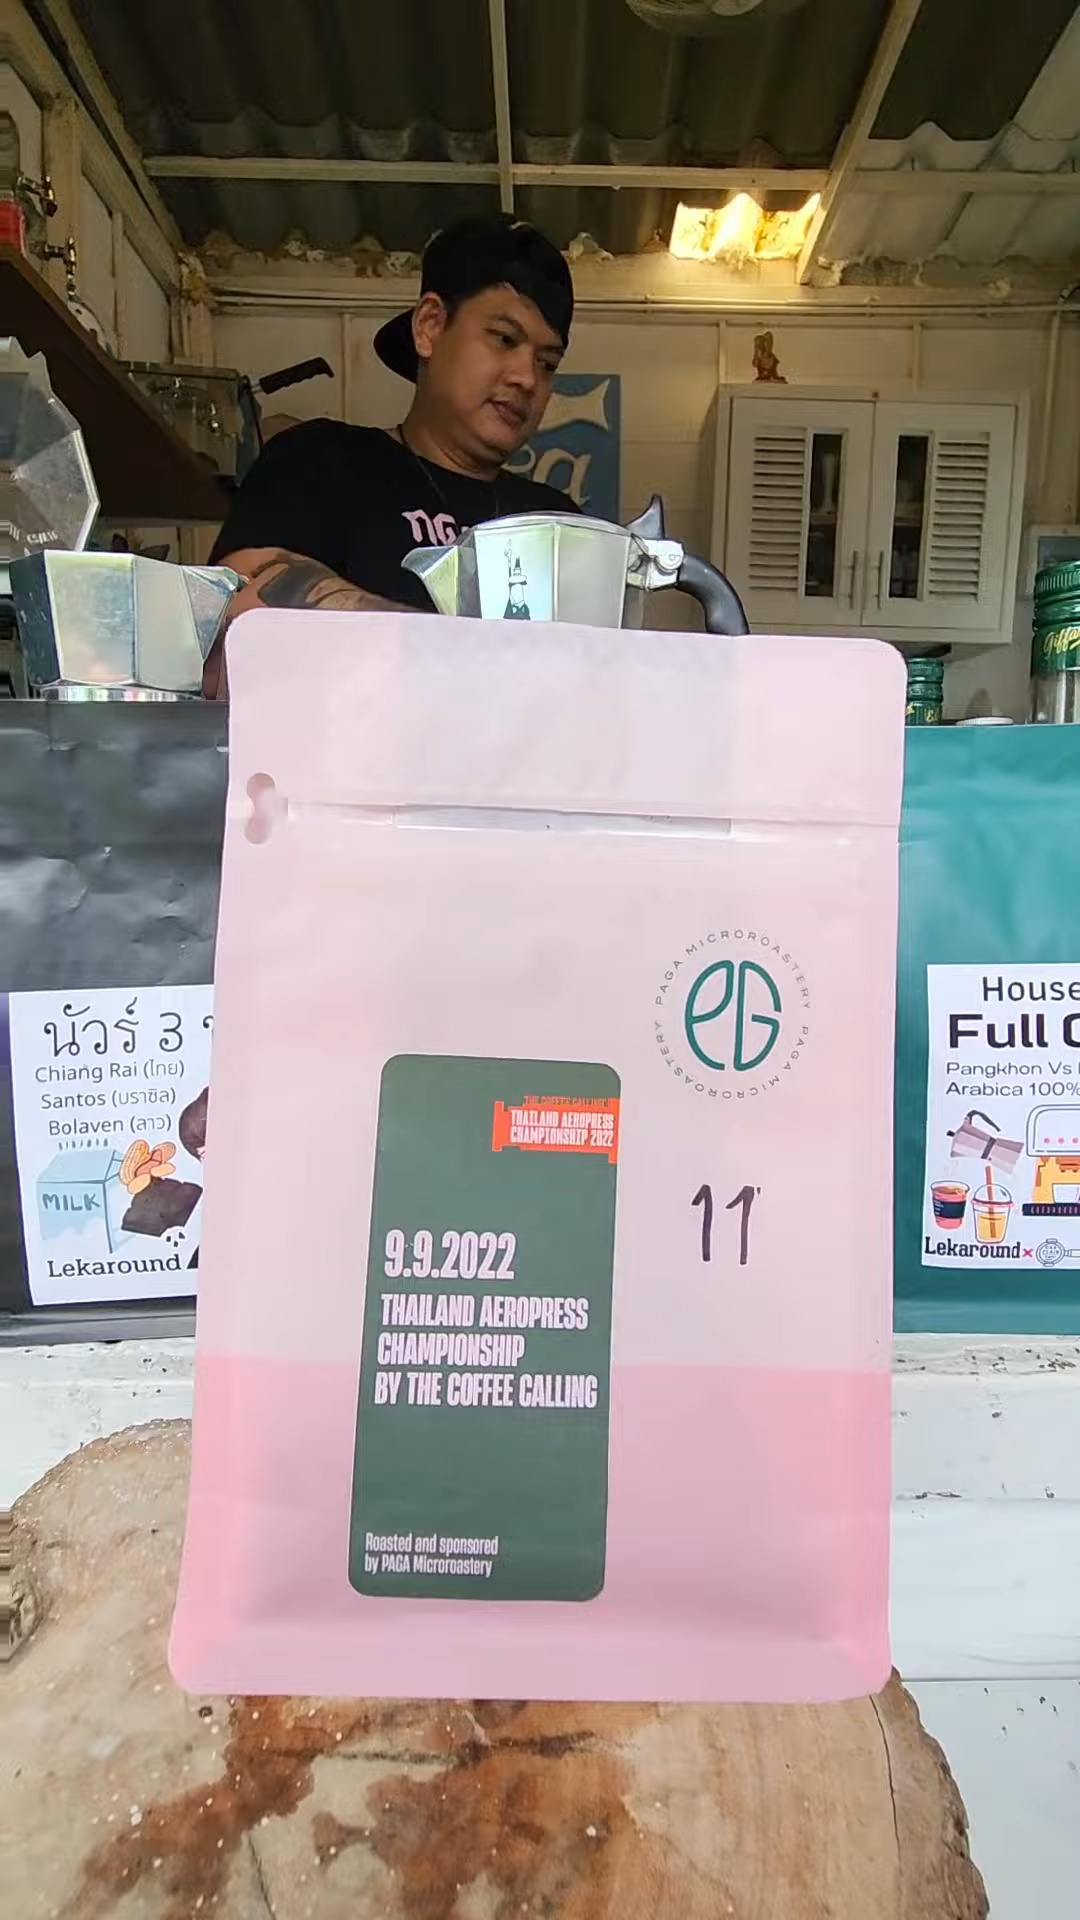 PAGA MICROROASTERY PAGA MICROROASTERY
PG
THE COFFEE CALLING
THAILAND AEROPRESS
CHAMPIONSHIP 2022
11
9.9.2022
THAILAND AEROPRESS
CHAMPIONSHIP
BY THE COFFEE CALLING
Roasted and sponsored
by PAGA Microroastery
นัวร์ 3
Chiang Rai (ไทย)
Santos (บราซิล)
Bolaven (ลาว)
MILK
Lekaround
House
Full
Pangkhon Vs
Arabica 100%
Lekaround×